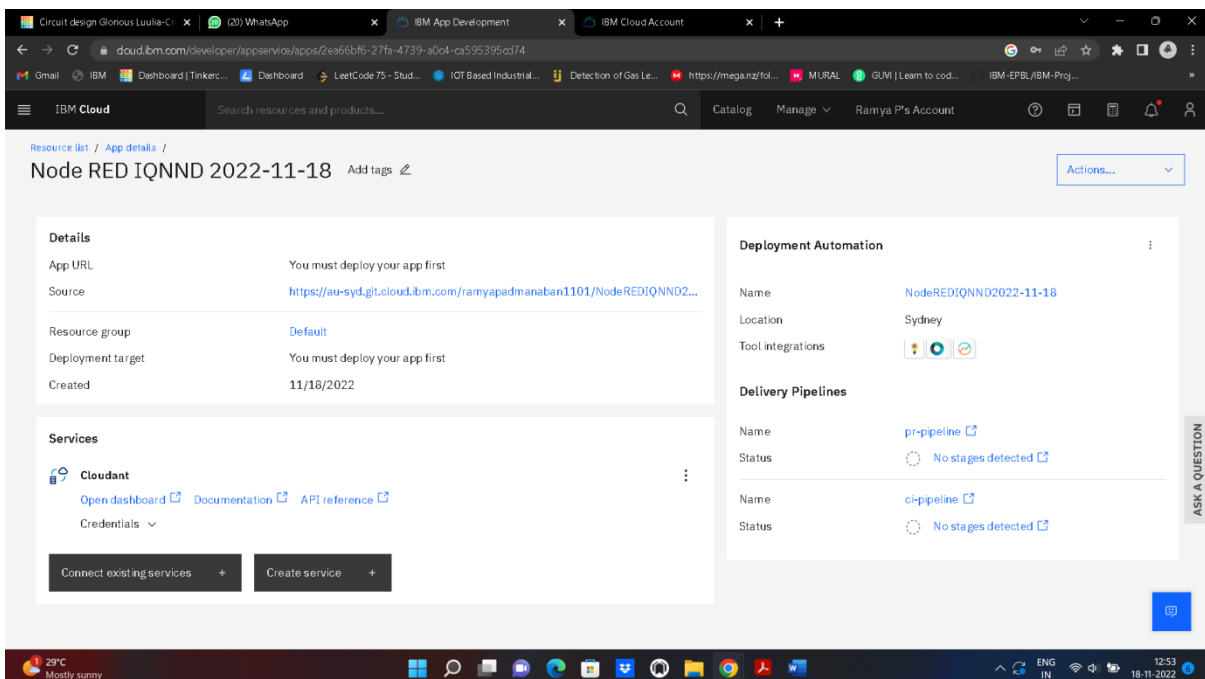 Circuit design Glorious Luulia-Cri
(20) WhatsApp
IBM App Development
IBM Cloud Account
cloud.ibm.com/developer/appservice/apps/2ea66bf6-27fa-4739-a0c4-ca595395cd74
Gmail IBM Dashboard | Tinkerc... Dashboard LeetCode 75 - Stud... IOT Based Industrial... Detection of Gas Le... https://mega.nz/fol... MURAL GUVI | Learn to cod... IBM-EPBL/IBM-Proj... »
IBM Cloud Search resources and products... Catalog Manage Ramya P's Account
Resource list / App details /
Node RED IQNND 2022-11-18 Add tags
Actions...
Details
App URL You must deploy your app first
Source https://au-syd.git.cloud.ibm.com/ramyapadmanaban1101/NodeREDIQNND2...
Resource group Default
Deployment target You must deploy your app first
Created 11/18/2022
Services
Cloudant
Open dashboard Documentation API reference
Credentials
Connect existing services +
Create service +
Deployment Automation
Name NodeREDIQNND2022-11-18
Location Sydney
Tool integrations
Delivery Pipelines
Name pr-pipeline
Status No stages detected
Name ci-pipeline
Status No stages detected
ASK A QUESTION
1
29°C
Mostly sunny
ENG
IN
12:53
18-11-2022
6